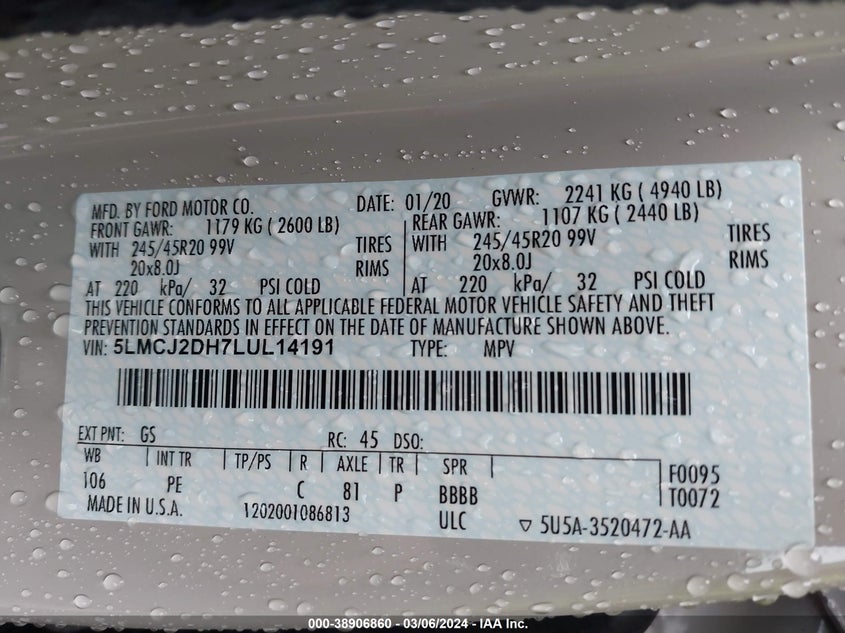 MFD. BY FORD MOTOR CO. DATE: 01/20 GVWR: 2241 KG ( 4940 LB)
FRONT GAWR: 1179 KG ( 2600 LB) REAR GAWR: 1107 KG ( 2440 LB)
WITH 245/45R20 99V TIRES WITH 245/45R20 99V TIRES
20x8.0J RIMS 20x8.0J RIMS
AT 220 kPa/ 32 PSI COLD AT 220 kPa/ 32 PSI COLD
THIS VEHICLE CONFORMS TO ALL APPLICABLE FEDERAL MOTOR VEHICLE SAFETY AND THEFT
PREVENTION STANDARDS IN EFFECT ON THE DATE OF MANUFACTURE SHOWN ABOVE.
VIN: 5LMCJ2DH7LUL14191 TYPE: MPV
EXT PNT: GS RC: 45 DSO:
WB INT TR TP/PS R AXLE TR SPR F0095
106 PE C 81 P BBBB T0072
MADE IN U.S.A. 1202001086813 ULC ▽ 5U5A-3520472-AA
000-38906860 - 03/06/2024 - IAA Inc.